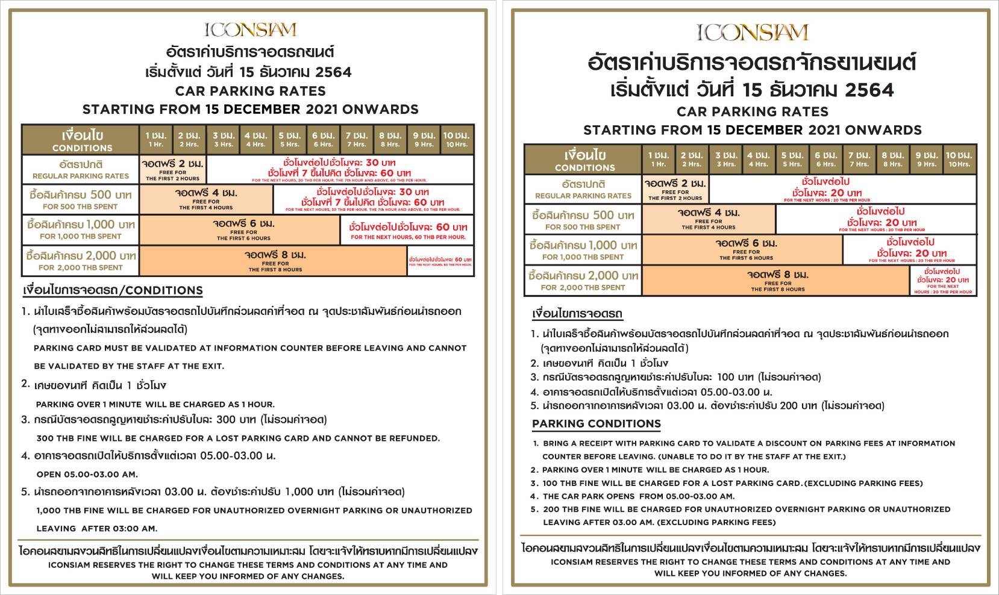 ICONSIAM
อัตราค่าบริการจอดรถยนต์
เริ่มตั้งแต่ วันที่ 15 ธันวาคม 2564
CAR PARKING RATES
STARTING FROM 15 DECEMBER 2021 ONWARDS
เงื่อนไข 1 ชม. 2 ชม. 3 ชม. 4 ชม. 5 ชม. 6 ชม. 7 ชม. 8 ชม. 9 ชม. 10 ชม.
CONDITIONS 1 Hr. 2 Hrs. 3 Hrs. 4 Hrs. 5 Hrs. 6 Hrs. 7 Hrs. 8 Hrs. 9 Hrs. 10 Hrs.
อัตราปกติ
REGULAR PARKING RATES
จอดฟรี 2 ชม.
FREE FOR
THE FIRST 2 HOURS
ชั่วโมงต่อไปชั่วโมงละ 30 บาท
ชั่วโมงที่ 7 ขึ้นไปคิด ชั่วโมงละ 60 บาท
FOR THE NEXT HOURS, 30 THB PER HOUR. THE 7th HOUR AND ABOVE, 60 THB PER HOUR.
ซื้อสินค้าครบ 500 บาท
FOR 500 THB SPENT
จอดฟรี 4 ชม.
FREE FOR
THE FIRST 4 HOURS
ชั่วโมงต่อไปชั่วโมงละ 30 บาท
ชั่วโมงที่ 7 ขึ้นไปคิด ชั่วโมงละ 60 บาท
FOR THE NEXT HOURS, 30 THB PER HOUR. THE 7th HOUR AND ABOVE, 60 THB PER HOUR.
ซื้อสินค้าครบ 1,000 บาท
FOR 1,000 THB SPENT
จอดฟรี 6 ชม.
FREE FOR
THE FIRST 6 HOURS
ชั่วโมงต่อไปชั่วโมงละ 60 บาท
FOR THE NEXT HOURS, 60 THB PER HOUR.
ซื้อสินค้าครบ 2,000 บาท
FOR 2,000 THB SPENT
จอดฟรี 8 ชม.
FREE FOR
THE FIRST 8 HOURS
ชั่วโมงต่อไปชั่วโมงละ 60 บาท
FOR THE NEXT HOURS, 60 THB PER HOUR.
เงื่อนไขการจอดรถ/CONDITIONS
1. นำใบเสร็จซื้อสินค้าพร้อมบัตรจอดรถไปบันทึกส่วนลดค่าที่จอด ณ จุดประชาสัมพันธ์ก่อนนำรถออก
(จุดทางออกไม่สามารถให้ส่วนลดได้)
PARKING CARD MUST BE VALIDATED AT INFORMATION COUNTER BEFORE LEAVING AND CANNOT
BE VALIDATED BY THE STAFF AT THE EXIT.
2. เศษของนาที คิดเป็น 1 ชั่วโมง
PARKING OVER 1 MINUTE WILL BE CHARGED AS 1 HOUR.
3. กรณีบัตรจอดรถสูญหายชำระค่าปรับใบละ 300 บาท (ไม่รวมค่าจอด)
300 THB FINE WILL BE CHARGED FOR A LOST PARKING CARD AND CANNOT BE REFUNDED.
4. อาคารจอดรถเปิดให้บริการตั้งแต่เวลา 05.00-03.00 น.
OPEN 05.00-03.00 AM.
5. นำรถออกจากอาคารหลังเวลา 03.00 น. ต้องชำระค่าปรับ 1,000 บาท (ไม่รวมค่าจอด)
1,000 THB FINE WILL BE CHARGED FOR UNAUTHORIZED OVERNIGHT PARKING OR UNAUTHORIZED
LEAVING AFTER 03:00 AM.
ไอคอนสยามสงวนสิทธิในการเปลี่ยนแปลงเงื่อนไขตามความเหมาะสม โดยจะแจ้งให้ทราบหากมีการเปลี่ยนแปลง
ICONSIAM RESERVES THE RIGHT TO CHANGE THESE TERMS AND CONDITIONS AT ANY TIME AND
WILL KEEP YOU INFORMED OF ANY CHANGES.
ICONSIAM
อัตราค่าบริการจอดรถจักรยานยนต์
เริ่มตั้งแต่ วันที่ 15 ธันวาคม 2564
CAR PARKING RATES
STARTING FROM 15 DECEMBER 2021 ONWARDS
เงื่อนไข 1 ชม. 2 ชม. 3 ชม. 4 ชม. 5 ชม. 6 ชม. 7 ชม. 8 ชม. 9 ชม. 10 ชม.
CONDITIONS 1 Hr. 2 Hrs. 3 Hrs. 4 Hrs. 5 Hrs. 6 Hrs. 7 Hrs. 8 Hrs. 9 Hrs. 10 Hrs.
อัตราปกติ
REGULAR PARKING RATES
จอดฟรี 2 ชม.
FREE FOR
THE FIRST 2 HOURS
ชั่วโมงต่อไป
ชั่วโมงละ 20 บาท
FOR THE NEXT HOURS : 20 THB PER HOUR
ซื้อสินค้าครบ 500 บาท
FOR 500 THB SPENT
จอดฟรี 4 ชม.
FREE FOR
THE FIRST 4 HOURS
ชั่วโมงต่อไป
ชั่วโมงละ 20 บาท
FOR THE NEXT HOURS : 20 THB PER HOUR
ซื้อสินค้าครบ 1,000 บาท
FOR 1,000 THB SPENT
จอดฟรี 6 ชม.
FREE FOR
THE FIRST 6 HOURS
ชั่วโมงต่อไป
ชั่วโมงละ 20 บาท
FOR THE NEXT HOURS : 20 THB PER HOUR
ซื้อสินค้าครบ 2,000 บาท
FOR 2,000 THB SPENT
จอดฟรี 8 ชม.
FREE FOR
THE FIRST 8 HOURS
ชั่วโมงต่อไป
ชั่วโมงละ 20 บาท
FOR THE NEXT
HOURS : 20 THB PER HOUR
เงื่อนไขการจอดรถ
1. นำใบเสร็จซื้อสินค้าพร้อมบัตรจอดรถไปบันทึกส่วนลดค่าที่จอด ณ จุดประชาสัมพันธ์ก่อนนำรถออก
(จุดทางออกไม่สามารถให้ส่วนลดได้)
2. เศษของนาที คิดเป็น 1 ชั่วโมง
3. กรณีบัตรจอดรถสูญหายชำระค่าปรับใบละ 100 บาท (ไม่รวมค่าจอด)
4. อาคารจอดรถเปิดให้บริการตั้งแต่เวลา 05.00-03.00 น.
5. นำรถออกจากอาคารหลังเวลา 03.00 น. ต้องชำระค่าปรับ 200 บาท (ไม่รวมค่าจอด)
PARKING CONDITIONS
1. BRING A RECEIPT WITH PARKING CARD TO VALIDATE A DISCOUNT ON PARKING FEES AT INFORMATION
COUNTER BEFORE LEAVING. (UNABLE TO DO IT BY THE STAFF AT THE EXIT.)
2. PARKING OVER 1 MINUTE WILL BE CHARGED AS 1 HOUR.
3. 100 THB FINE WILL BE CHARGED FOR A LOST PARKING CARD. (EXCLUDING PARKING FEES)
4. THE CAR PARK OPENS FROM 05.00-03.00 AM.
5. 200 THB FINE WILL BE CHARGED FOR UNAUTHORIZED OVERNIGHT PARKING OR UNAUTHORIZED
LEAVING AFTER 03.00 AM. (EXCLUDING PARKING FEES)
ไอคอนสยามสงวนสิทธิในการเปลี่ยนแปลงเงื่อนไขตามความเหมาะสม โดยจะแจ้งให้ทราบหากมีการเปลี่ยนแปลง
ICONSIAM RESERVES THE RIGHT TO CHANGE THESE TERMS AND CONDITIONS AT ANY TIME AND
WILL KEEP YOU INFORMED OF ANY CHANGES.